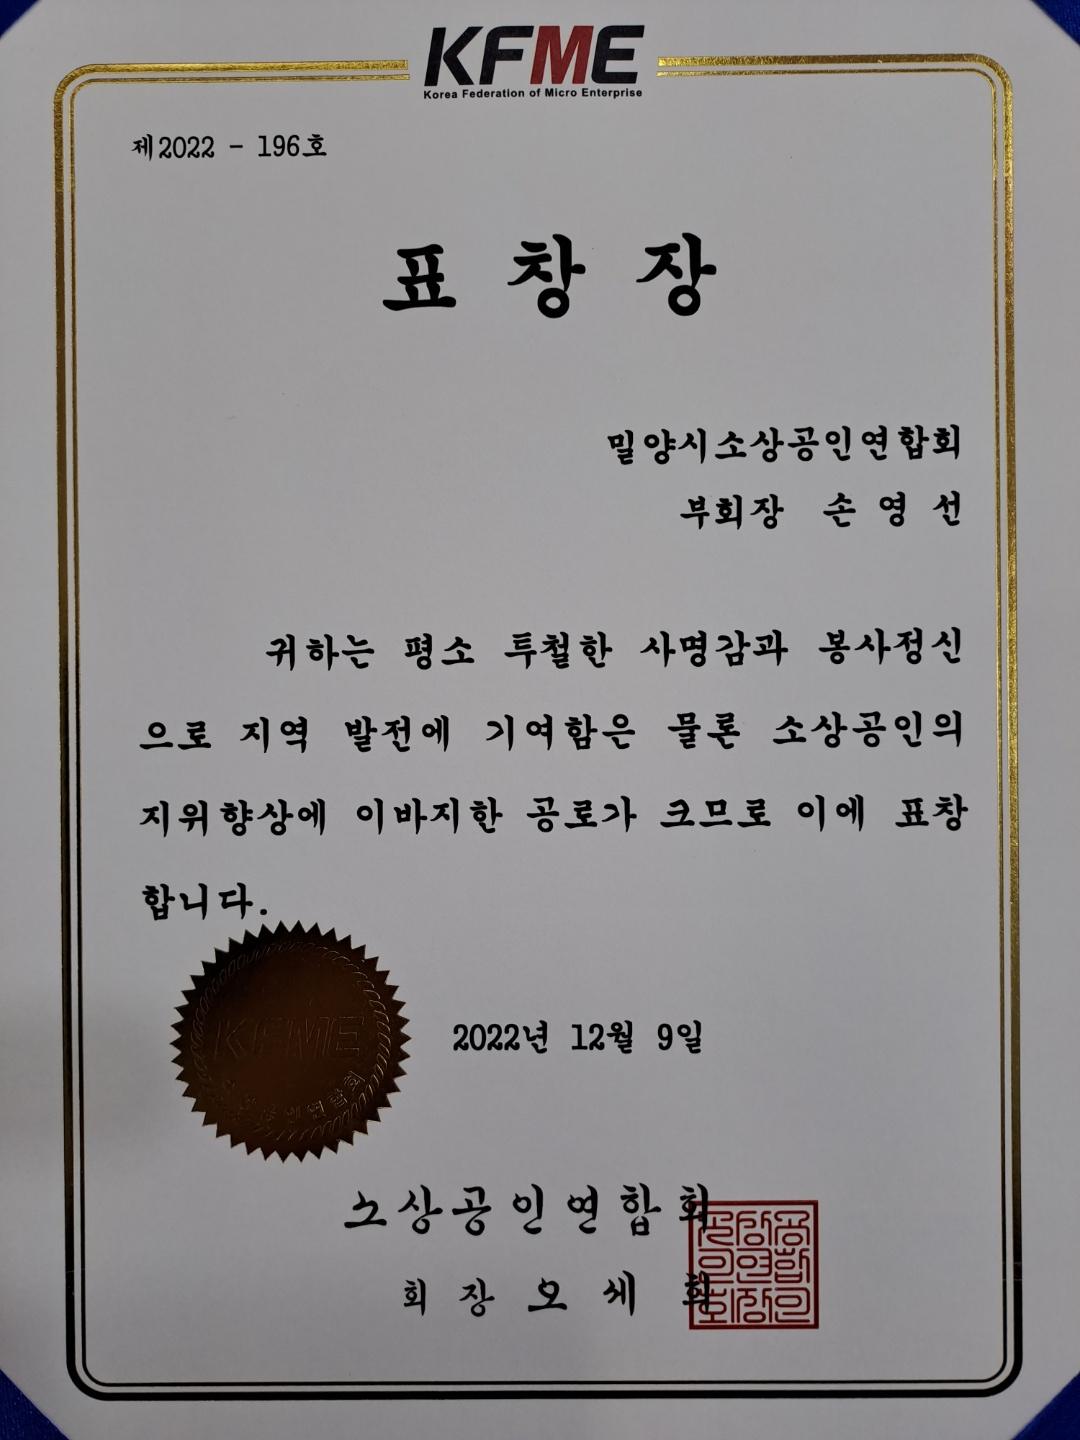 KFME
Korea Federation of Micro Enterprise
제2022 - 196호
표 창 장
밀양시소상공인연합회
부회장 손 영 선
귀하는 평소 투철한 사명감과 봉사정신
으로 지역 발전에 기여함은 물론 소상공인의
지위향상에 이바지한 공로가 크므로 이에 표창
합니다.
KFME
2022년 12월 9일
소상공인연합회
회 장 오 세 희